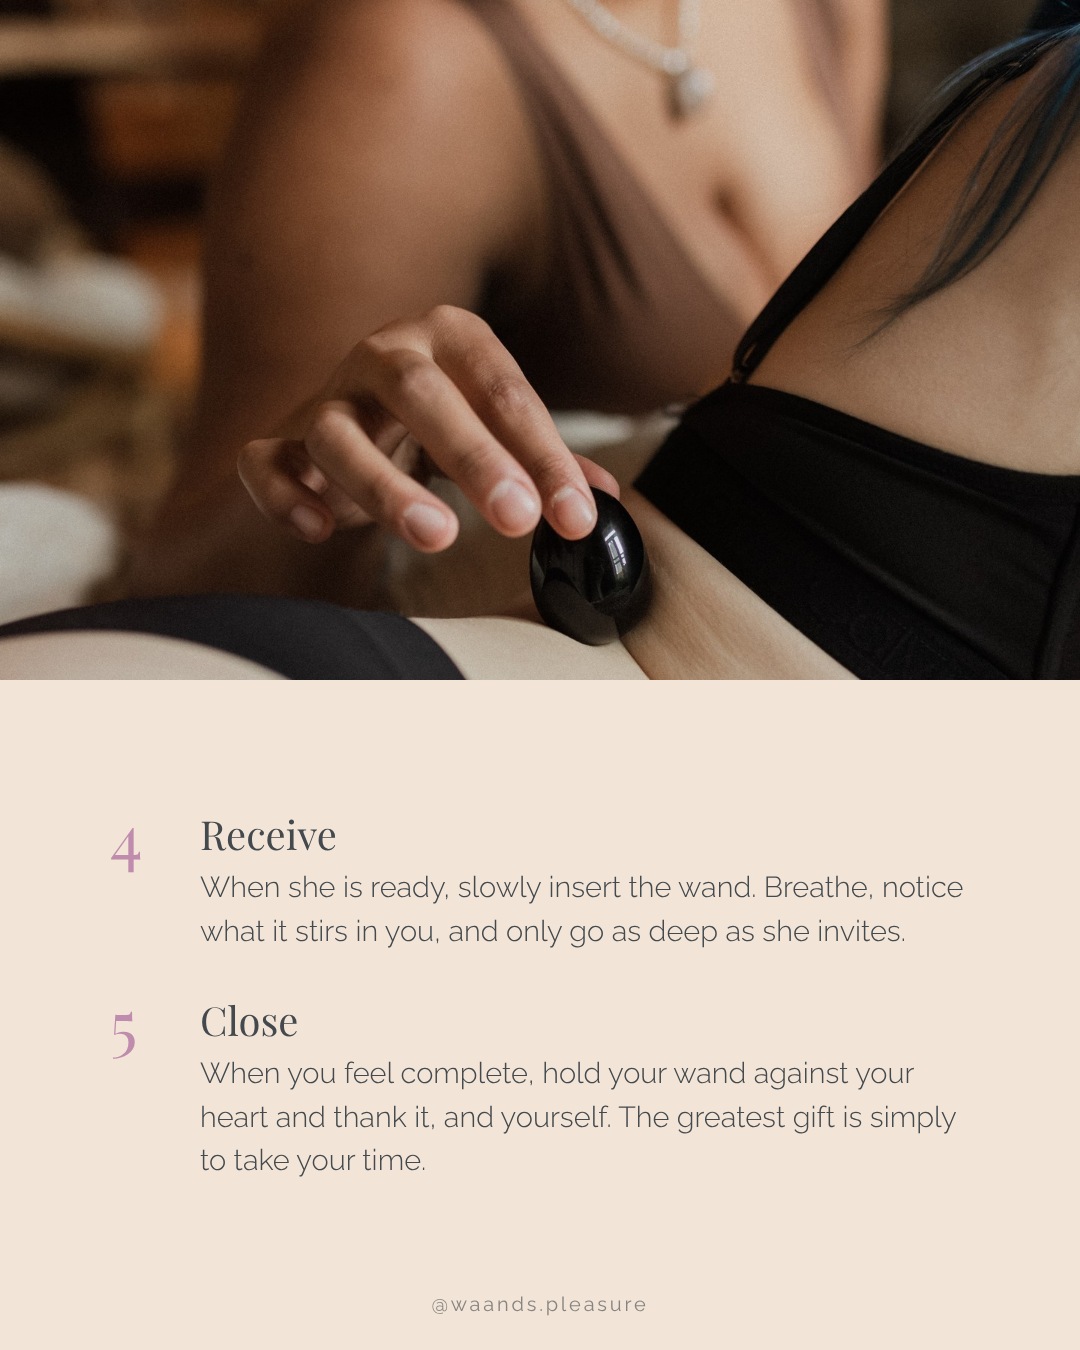 4
Receive
When she is ready, slowly insert the wand. Breathe, notice
what it stirs in you, and only go as deep as she invites.
5
Close
When you feel complete, hold your wand against your
heart and thank it, and yourself. The greatest gift is simply
to take your time.
@waands.pleasure